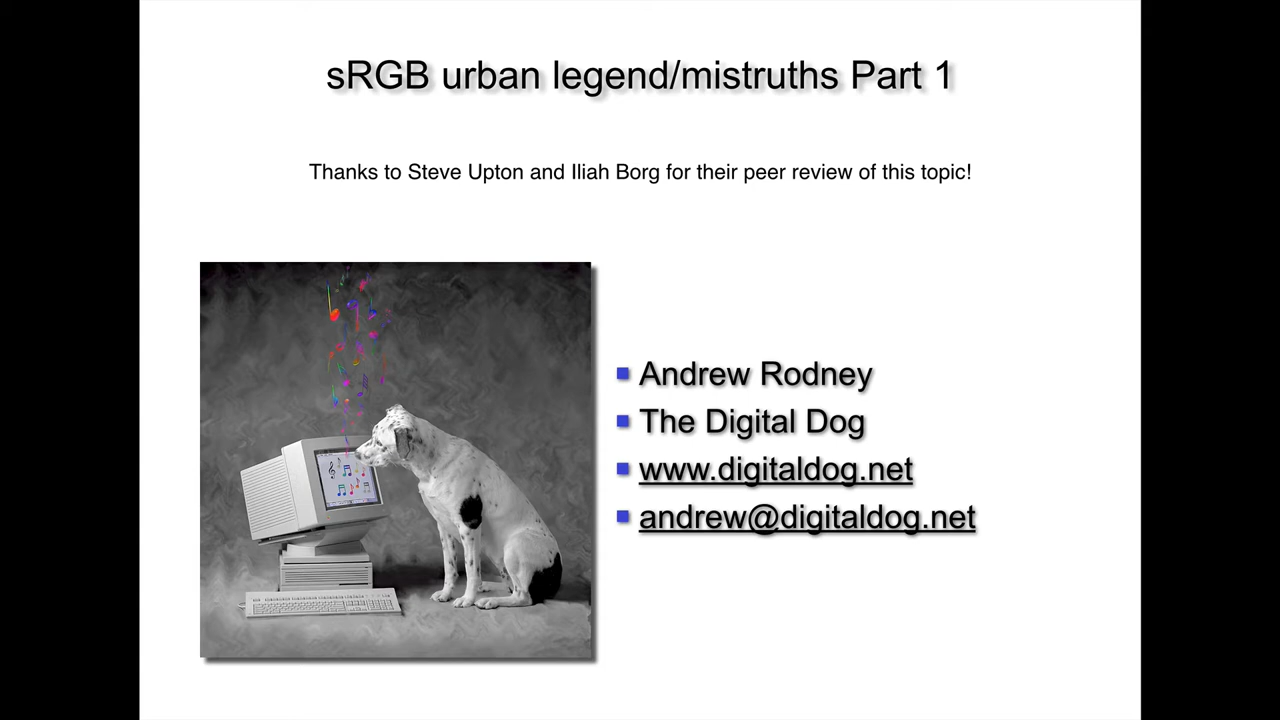 sRGB urban legend/mistruths Part 1
Thanks to Steve Upton and Iliah Borg for their peer review of this topic!
Andrew Rodney
The Digital Dog
www.digitaldog.net
andrew@digitaldog.net